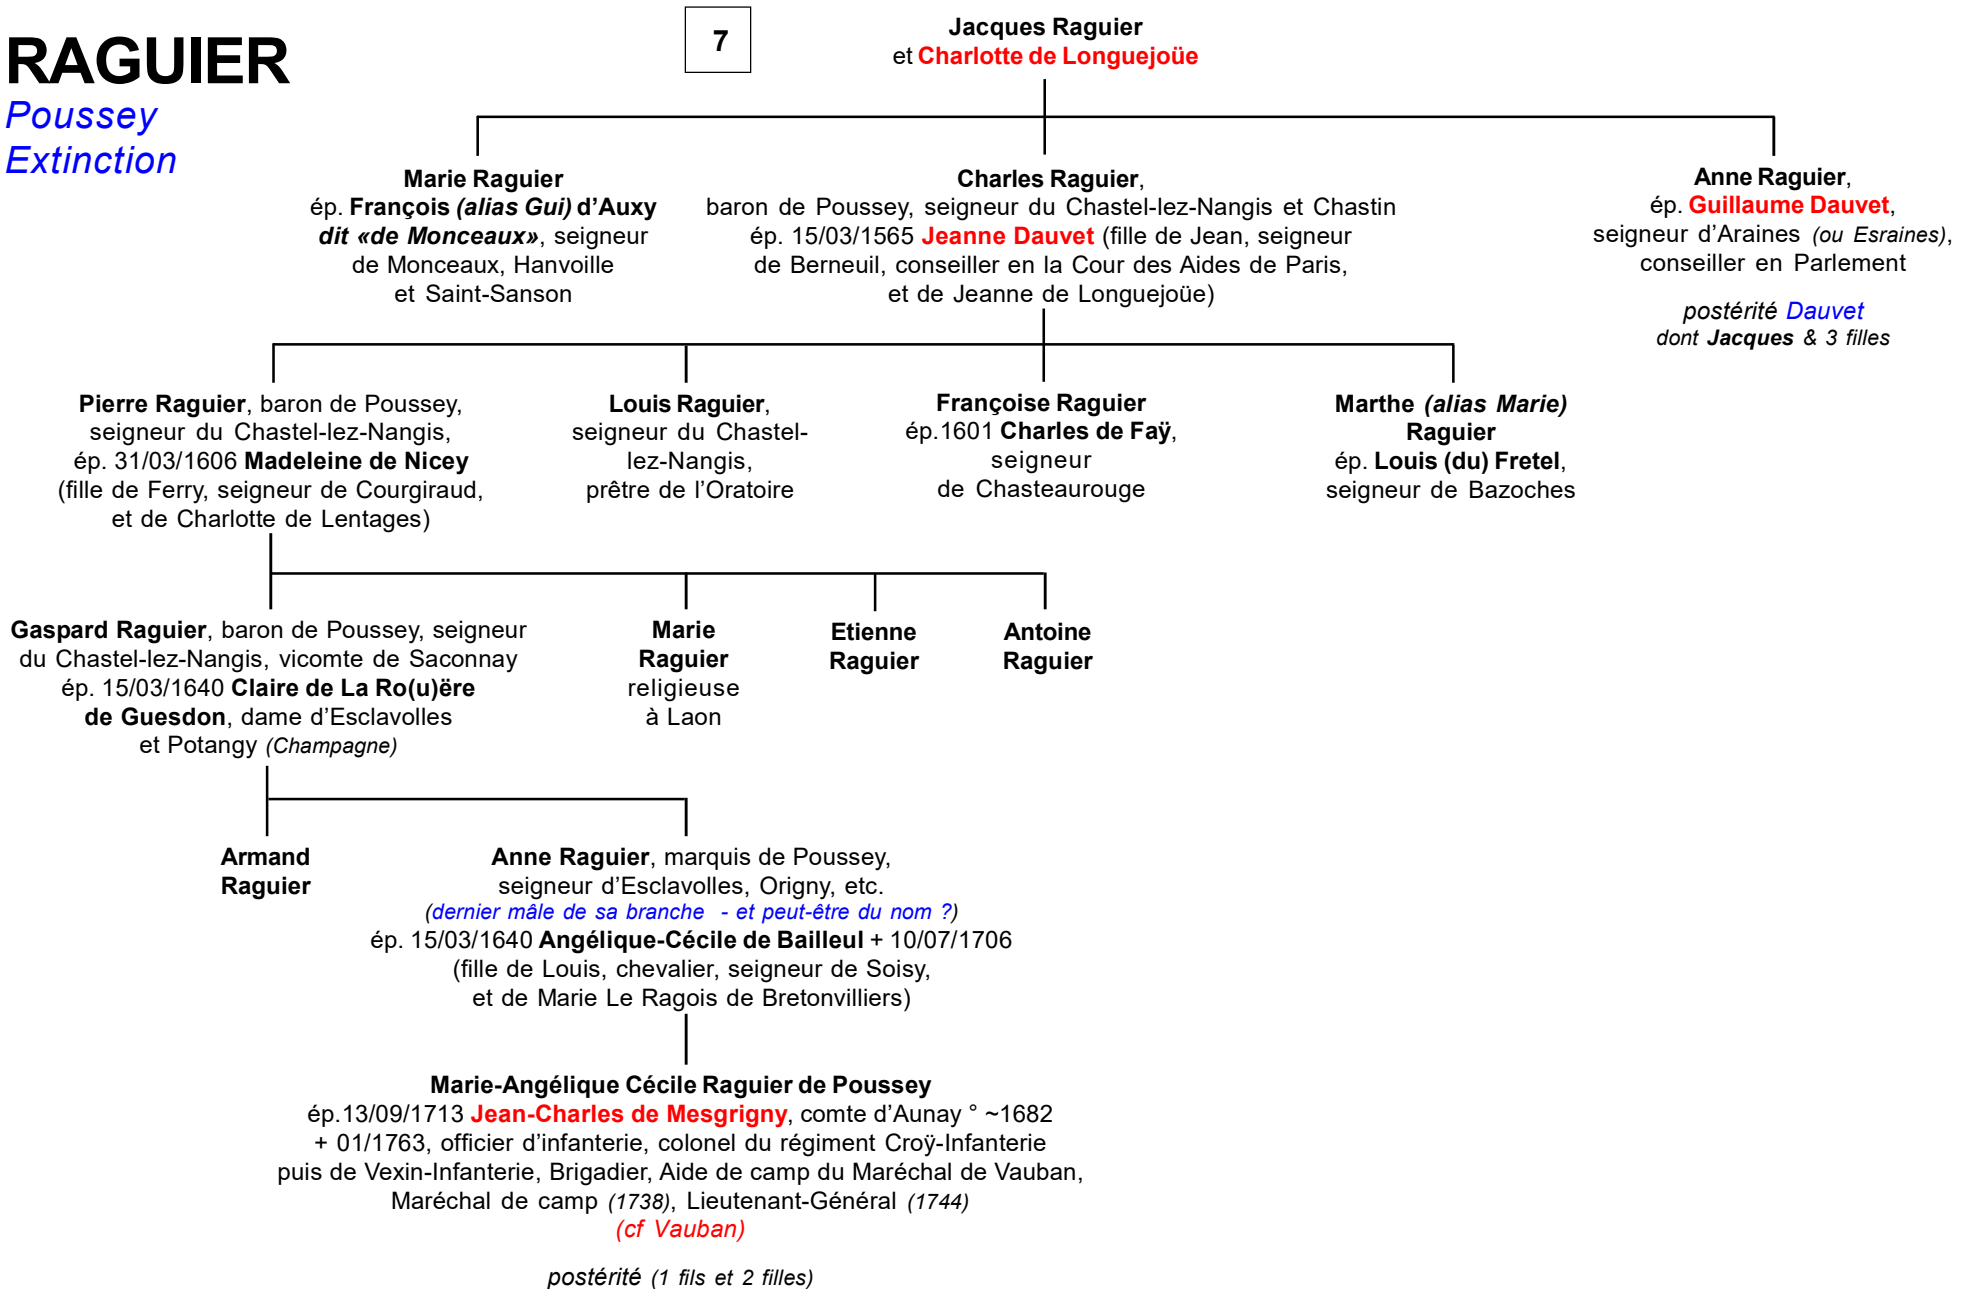 RAGUIER
Poussey
Extinction
7
Jacques Raguier
et Charlotte de Longuejoüe
Marie Raguier
ép. François (alias Gui) d'Auxy
dit «de Monceaux», seigneur
de Monceaux, Hanvoille
et Saint-Sanson
Charles Raguier,
baron de Poussey, seigneur du Chastel-lez-Nangis et Chastin
ép. 15/03/1565 Jeanne Dauvet (fille de Jean, seigneur
de Berneuil, conseiller en la Cour des Aides de Paris,
et de Jeanne de Longuejoüe)
Anne Raguier,
ép. Guillaume Dauvet,
seigneur d'Araines (ou Esraines),
conseiller en Parlement
postérité Dauvet
dont Jacques & 3 filles
Pierre Raguier, baron de Poussey,
seigneur du Chastel-lez-Nangis,
ép. 31/03/1606 Madeleine de Nicey
(fille de Ferry, seigneur de Courgiraud,
et de Charlotte de Lentages)
Louis Raguier,
seigneur du Chastel-
lez-Nangis,
prêtre de l'Oratoire
Françoise Raguier
ép.1601 Charles de Faÿ,
seigneur
de Chasteaurouge
Marthe (alias Marie)
Raguier
ép. Louis (du) Fretel,
seigneur de Bazoches
Gaspard Raguier, baron de Poussey, seigneur
du Chastel-lez-Nangis, vicomte de Saconnay
ép. 15/03/1640 Claire de La Ro(u)ëre
de Guesdon, dame d'Esclavolles
et Potangy (Champagne)
Marie
Raguier
religieuse
à Laon
Etienne
Raguier
Antoine
Raguier
Armand
Raguier
Anne Raguier, marquis de Poussey,
seigneur d'Esclavolles, Origny, etc.
(dernier mâle de sa branche - et peut-être du nom ?)
ép. 15/03/1640 Angélique-Cécile de Bailleul + 10/07/1706
(fille de Louis, chevalier, seigneur de Soisy,
et de Marie Le Ragois de Bretonvilliers)
Marie-Angélique Cécile Raguier de Poussey
ép.13/09/1713 Jean-Charles de Mesgrigny, comte d'Aunay ° ~1682
+ 01/1763, officier d'infanterie, colonel du régiment Croÿ-Infanterie
puis de Vexin-Infanterie, Brigadier, Aide de camp du Maréchal de Vauban,
Maréchal de camp (1738), Lieutenant-Général (1744)
(cf Vauban)
postérité (1 fils et 2 filles)